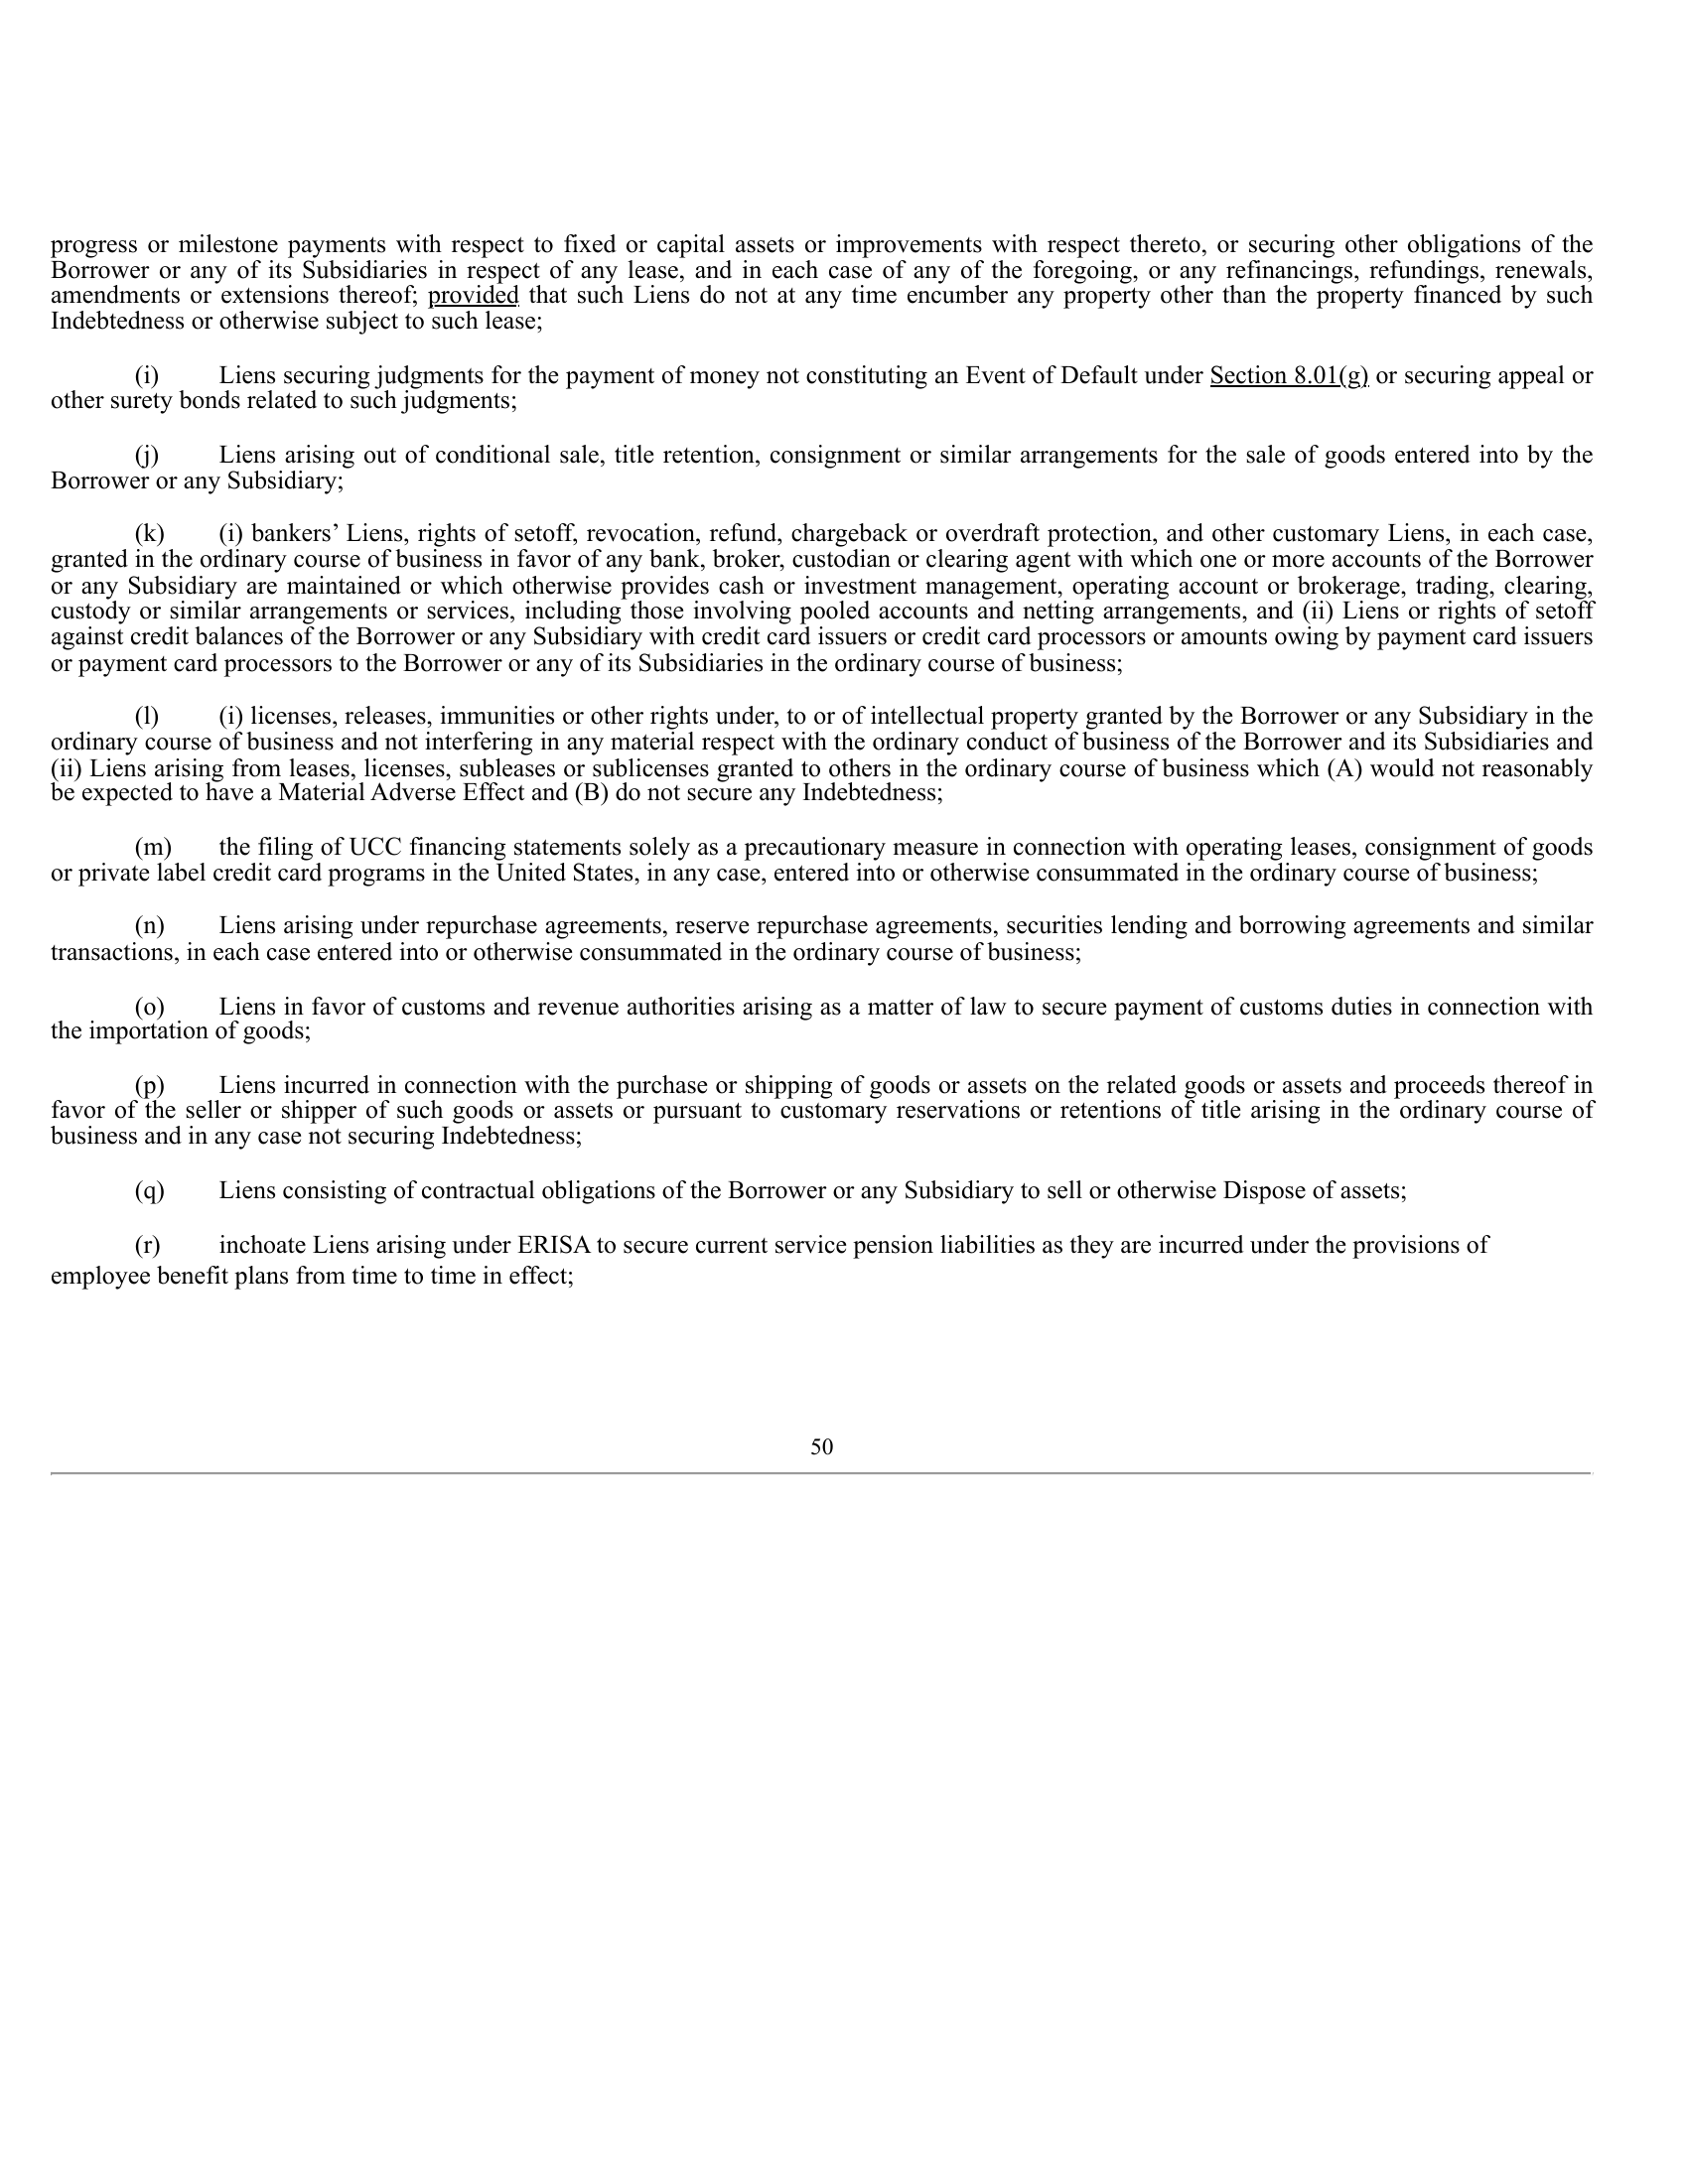 progress or milestone payments with respect to fixed or capital assets or improvements with respect thereto, or securing other obligations of the
Borrower or any of its Subsidiaries in respect of any lease, and in each case of any of the foregoing, or any refinancings, refundings, renewals,
amendments or extensions thereof; provided that such Liens do not at any time encumber any property other than the property financed by such
Indebtedness or otherwise subject to such lease;
(i) Liens securing judgments for the payment of money not constituting an Event of Default under Section 8.01(g) or securing appeal or
other surety bonds related to such judgments;
(j) Liens arising out of conditional sale, title retention, consignment or similar arrangements for the sale of goods entered into by the
Borrower or any Subsidiary;
(k) (i) bankers’ Liens, rights of setoff, revocation, refund, chargeback or overdraft protection, and other customary Liens, in each case,
granted in the ordinary course of business in favor of any bank, broker, custodian or clearing agent with which one or more accounts of the Borrower
or any Subsidiary are maintained or which otherwise provides cash or investment management, operating account or brokerage, trading, clearing,
custody or similar arrangements or services, including those involving pooled accounts and netting arrangements, and (ii) Liens or rights of setoff
against credit balances of the Borrower or any Subsidiary with credit card issuers or credit card processors or amounts owing by payment card issuers
or payment card processors to the Borrower or any of its Subsidiaries in the ordinary course of business;
(l) (i) licenses, releases, immunities or other rights under, to or of intellectual property granted by the Borrower or any Subsidiary in the
ordinary course of business and not interfering in any material respect with the ordinary conduct of business of the Borrower and its Subsidiaries and
(ii) Liens arising from leases, licenses, subleases or sublicenses granted to others in the ordinary course of business which (A) would not reasonably
be expected to have a Material Adverse Effect and (B) do not secure any Indebtedness;
(m) the filing of UCC financing statements solely as a precautionary measure in connection with operating leases, consignment of goods
or private label credit card programs in the United States, in any case, entered into or otherwise consummated in the ordinary course of business;
(n) Liens arising under repurchase agreements, reserve repurchase agreements, securities lending and borrowing agreements and similar
transactions, in each case entered into or otherwise consummated in the ordinary course of business;
(o) Liens in favor of customs and revenue authorities arising as a matter of law to secure payment of customs duties in connection with
the importation of goods;
(p) Liens incurred in connection with the purchase or shipping of goods or assets on the related goods or assets and proceeds thereof in
favor of the seller or shipper of such goods or assets or pursuant to customary reservations or retentions of title arising in the ordinary course of
business and in any case not securing Indebtedness;
(q) Liens consisting of contractual obligations of the Borrower or any Subsidiary to sell or otherwise Dispose of assets;
(r) inchoate Liens arising under ERISA to secure current service pension liabilities as they are incurred under the provisions of
employee benefit plans from time to time in effect;
50